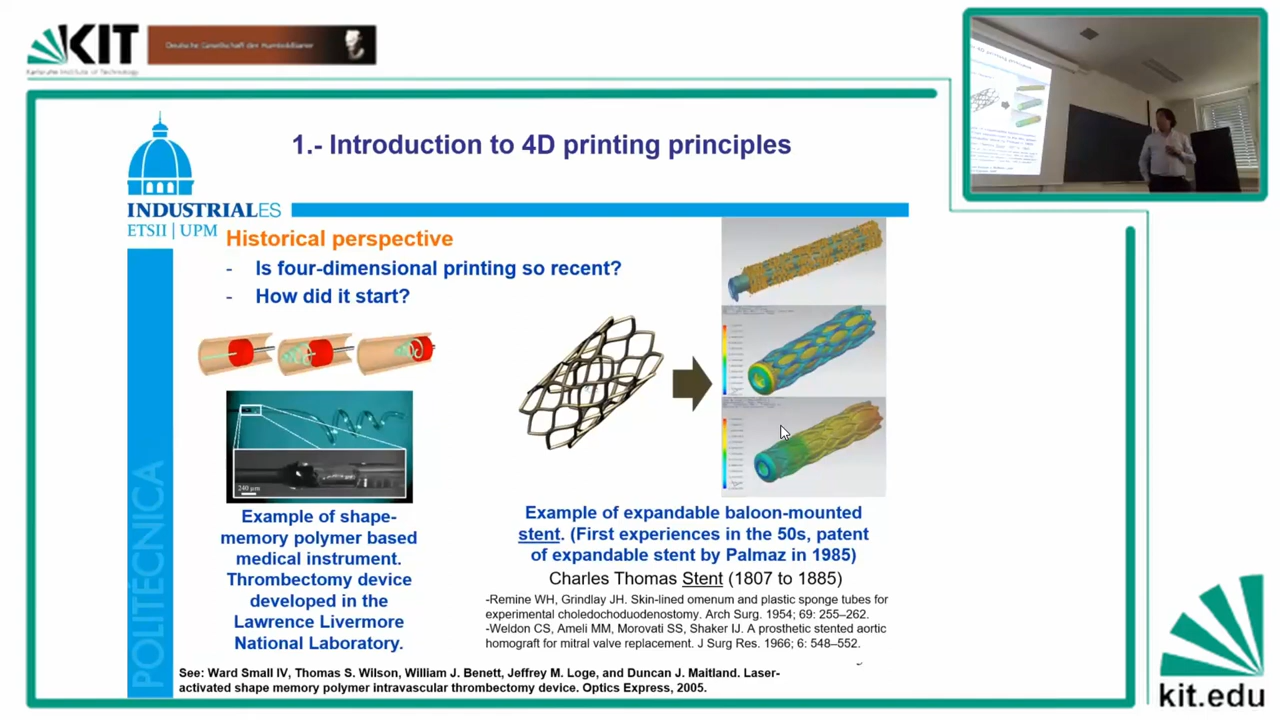 KIT
Karlsruhe Institute of Technology
Deutsche Gesellschaft der Humboldtianer
1.- Introduction to 4D printing principles
INDUSTRIALES
ETSII | UPM
POLITÉCNICA
Historical perspective
- Is four-dimensional printing so recent?
- How did it start?
240 µm
Example of shape-
memory polymer based
medical instrument.
Thrombectomy device
developed in the
Lawrence Livermore
National Laboratory.
Example of expandable baloon-mounted
stent. (First experiences in the 50s, patent
of expandable stent by Palmaz in 1985)
Charles Thomas Stent (1807 to 1885)
-Remine WH, Grindlay JH. Skin-lined omenum and plastic sponge tubes for
experimental choledochoduodenostomy. Arch Surg. 1954; 69: 255–262.
-Weldon CS, Ameli MM, Morovati SS, Shaker IJ. A prosthetic stented aortic
homograft for mitral valve replacement. J Surg Res. 1966; 6: 548–552.
See: Ward Small IV, Thomas S. Wilson, William J. Benett, Jeffrey M. Loge, and Duncan J. Maitland. Laser-
activated shape memory polymer intravascular thrombectomy device. Optics Express, 2005.
kit.edu